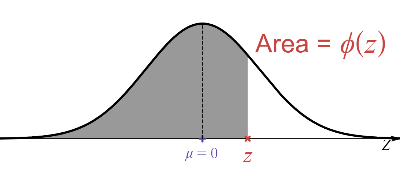 Area = ϕ(z)
Z
μ = 0
z